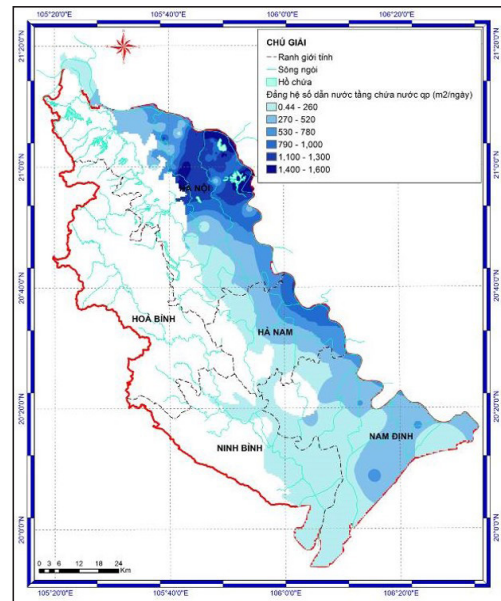 105°20'0"E 105°40'0"E 106°0'0"E 106°20'0"E
CHÚ GIẢI
Ranh giới tính
Sông ngòi
Hồ chứa
Đẳng hệ số dẫn nước tầng chứa nước qp (m2/ngày)
0.44 - 260
270 - 520
530 - 780
790 - 1,000
1,100 - 1,300
1,400 - 1,600
21°20'0"N
21°0'0"N
20°40'0"N
20°20'0"N
20°0'0"N
21°20'0"N
21°0'0"N
20°40'0"N
20°20'0"N
20°0'0"N
HÀ NỘI
HOÀ BÌNH
HÀ NAM
NINH BÌNH
NAM ĐỊNH
0 3 6 12 18 24
Km
105°20'0"E 105°40'0"E 106°0'0"E 106°20'0"E